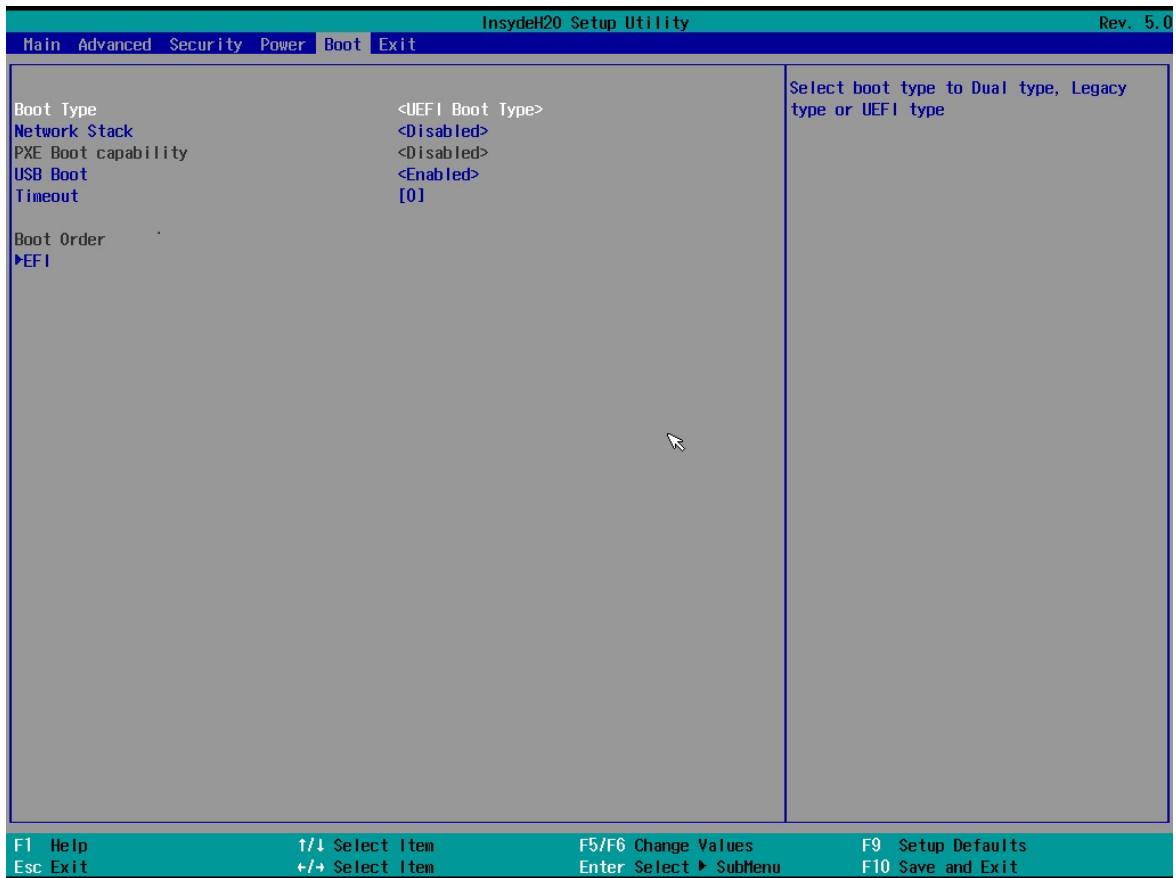 InsydeH2O Setup Utility Rev. 5.0
Main Advanced Security Power Boot Exit
Boot Type <UEFI Boot Type>
Network Stack <Disabled>
PXE Boot capability <Disabled>
USB Boot <Enabled>
Timeout [0]
Boot Order
▶EFI
Select boot type to Dual type, Legacy
type or UEFI type
F1 Help ↑/↓ Select Item F5/F6 Change Values F9 Setup Defaults
Esc Exit ←/→ Select Item Enter Select ▶ SubMenu F10 Save and Exit